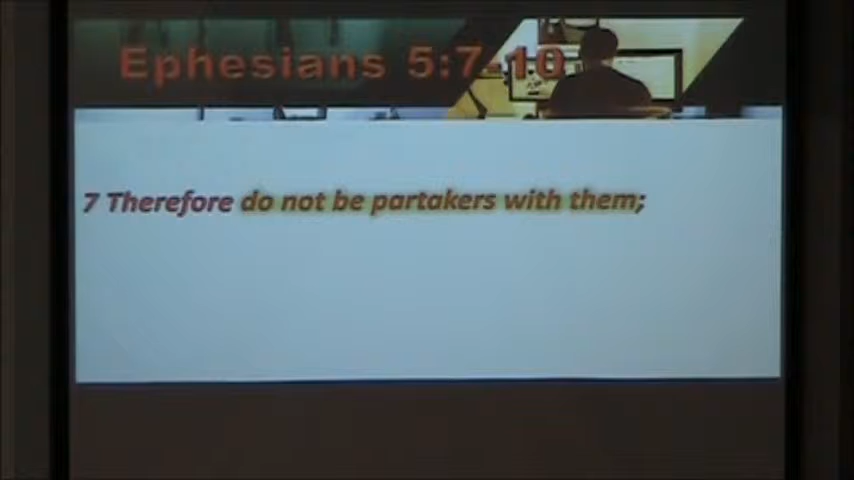 Ephesians 5:7-10
7 Therefore do not be partakers with them;